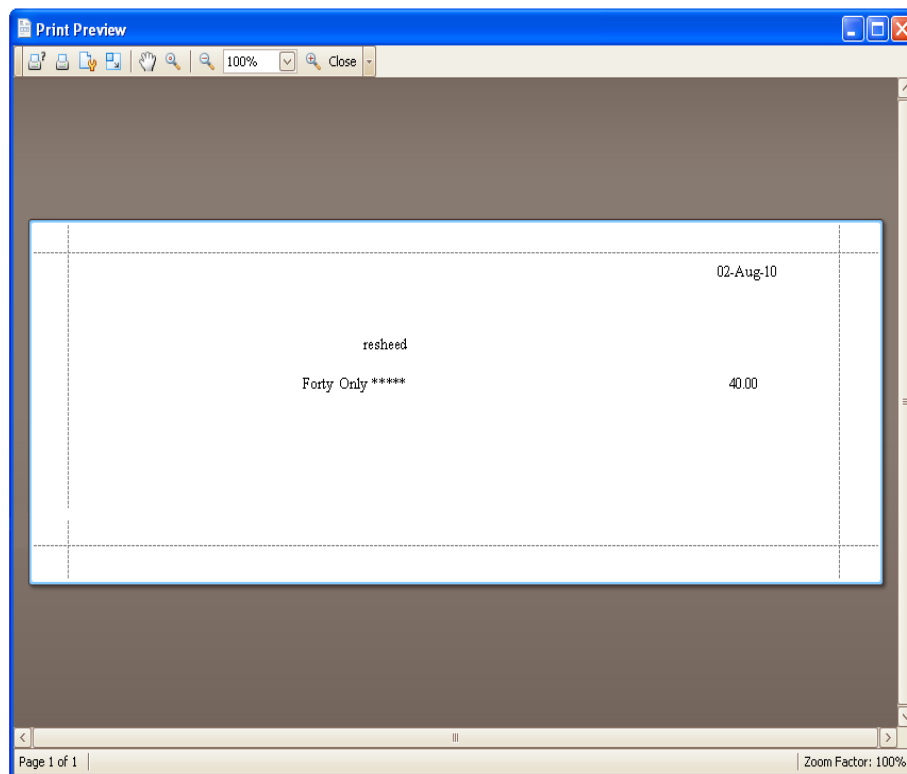 Print Preview
100% Close
02-Aug-10
resheed
Forty Only ***** 40.00
Page 1 of 1 Zoom Factor: 100%